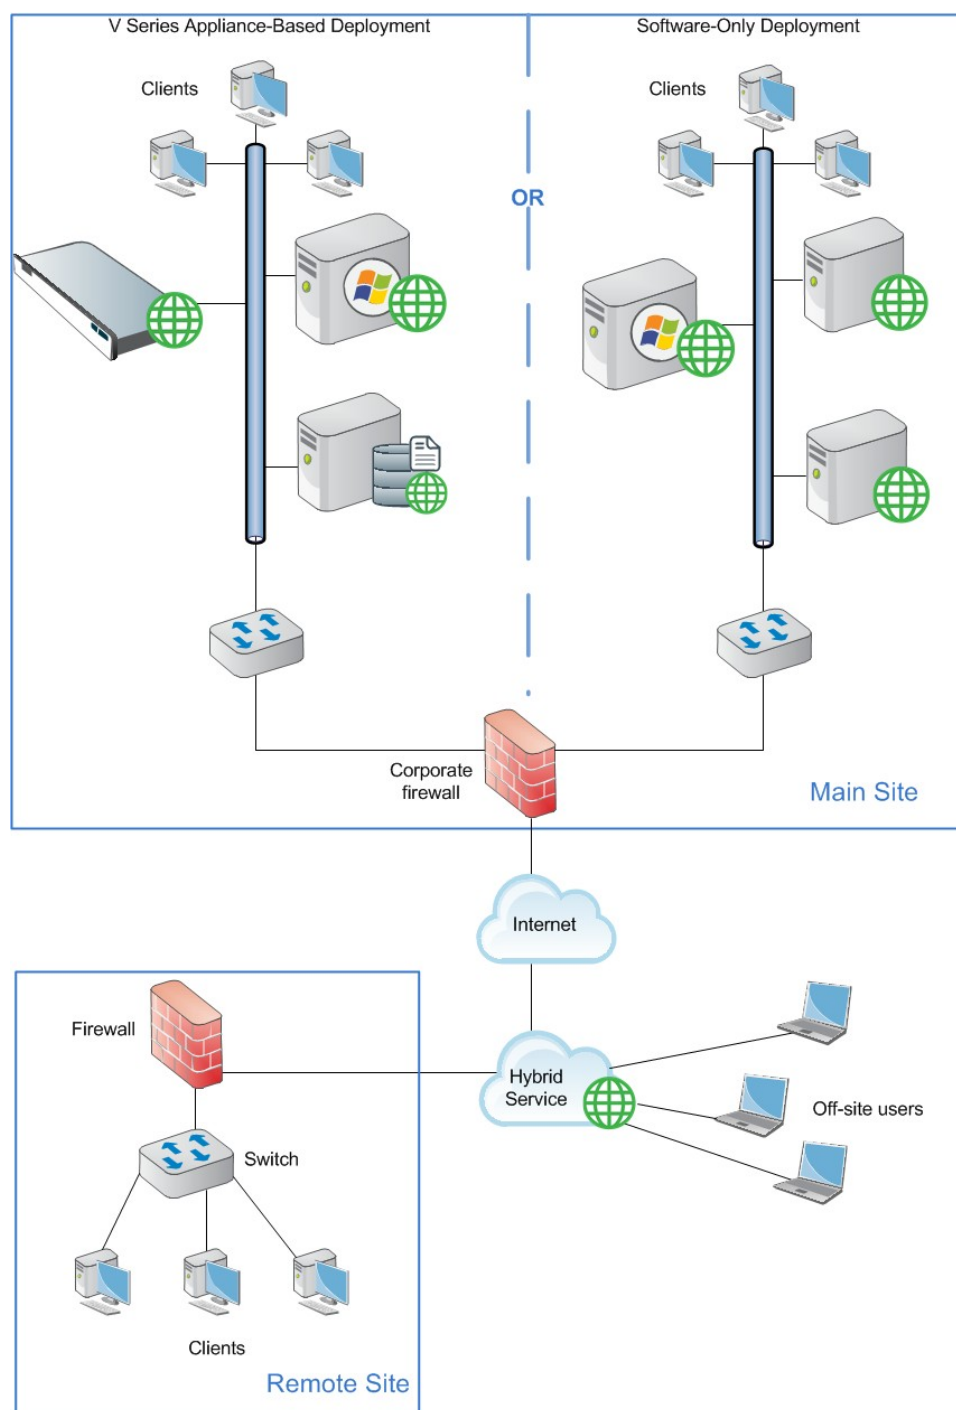 V Series Appliance-Based Deployment
Software-Only Deployment
Clients
Clients
OR
Corporate
firewall
Main Site
Internet
Firewall
Hybrid
Service
Off-site users
Switch
Clients
Remote Site